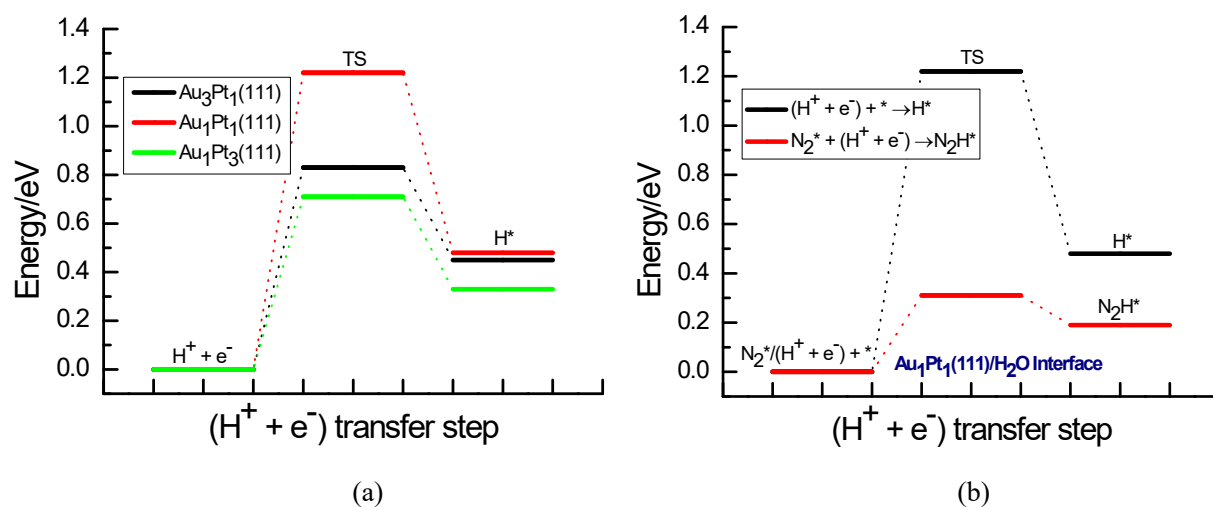 1.4
1.2
1.0
0.8
0.6
0.4
0.2
0.0
Energy/eV
TS
Au₃Pt₁(111)
Au₁Pt₁(111)
Au₁Pt₃(111)
H*
H⁺ + e⁻
(H⁺ + e⁻) transfer step
(a)
1.4
1.2
1.0
0.8
0.6
0.4
0.2
0.0
Energy/eV
TS
(H⁺ + e⁻) + * →H*
N₂* + (H⁺ + e⁻) →N₂H*
H*
N₂H*
N₂*/(H⁺ + e⁻) + *
Au₁Pt₁(111)/H₂O Interface
(H⁺ + e⁻) transfer step
(b)